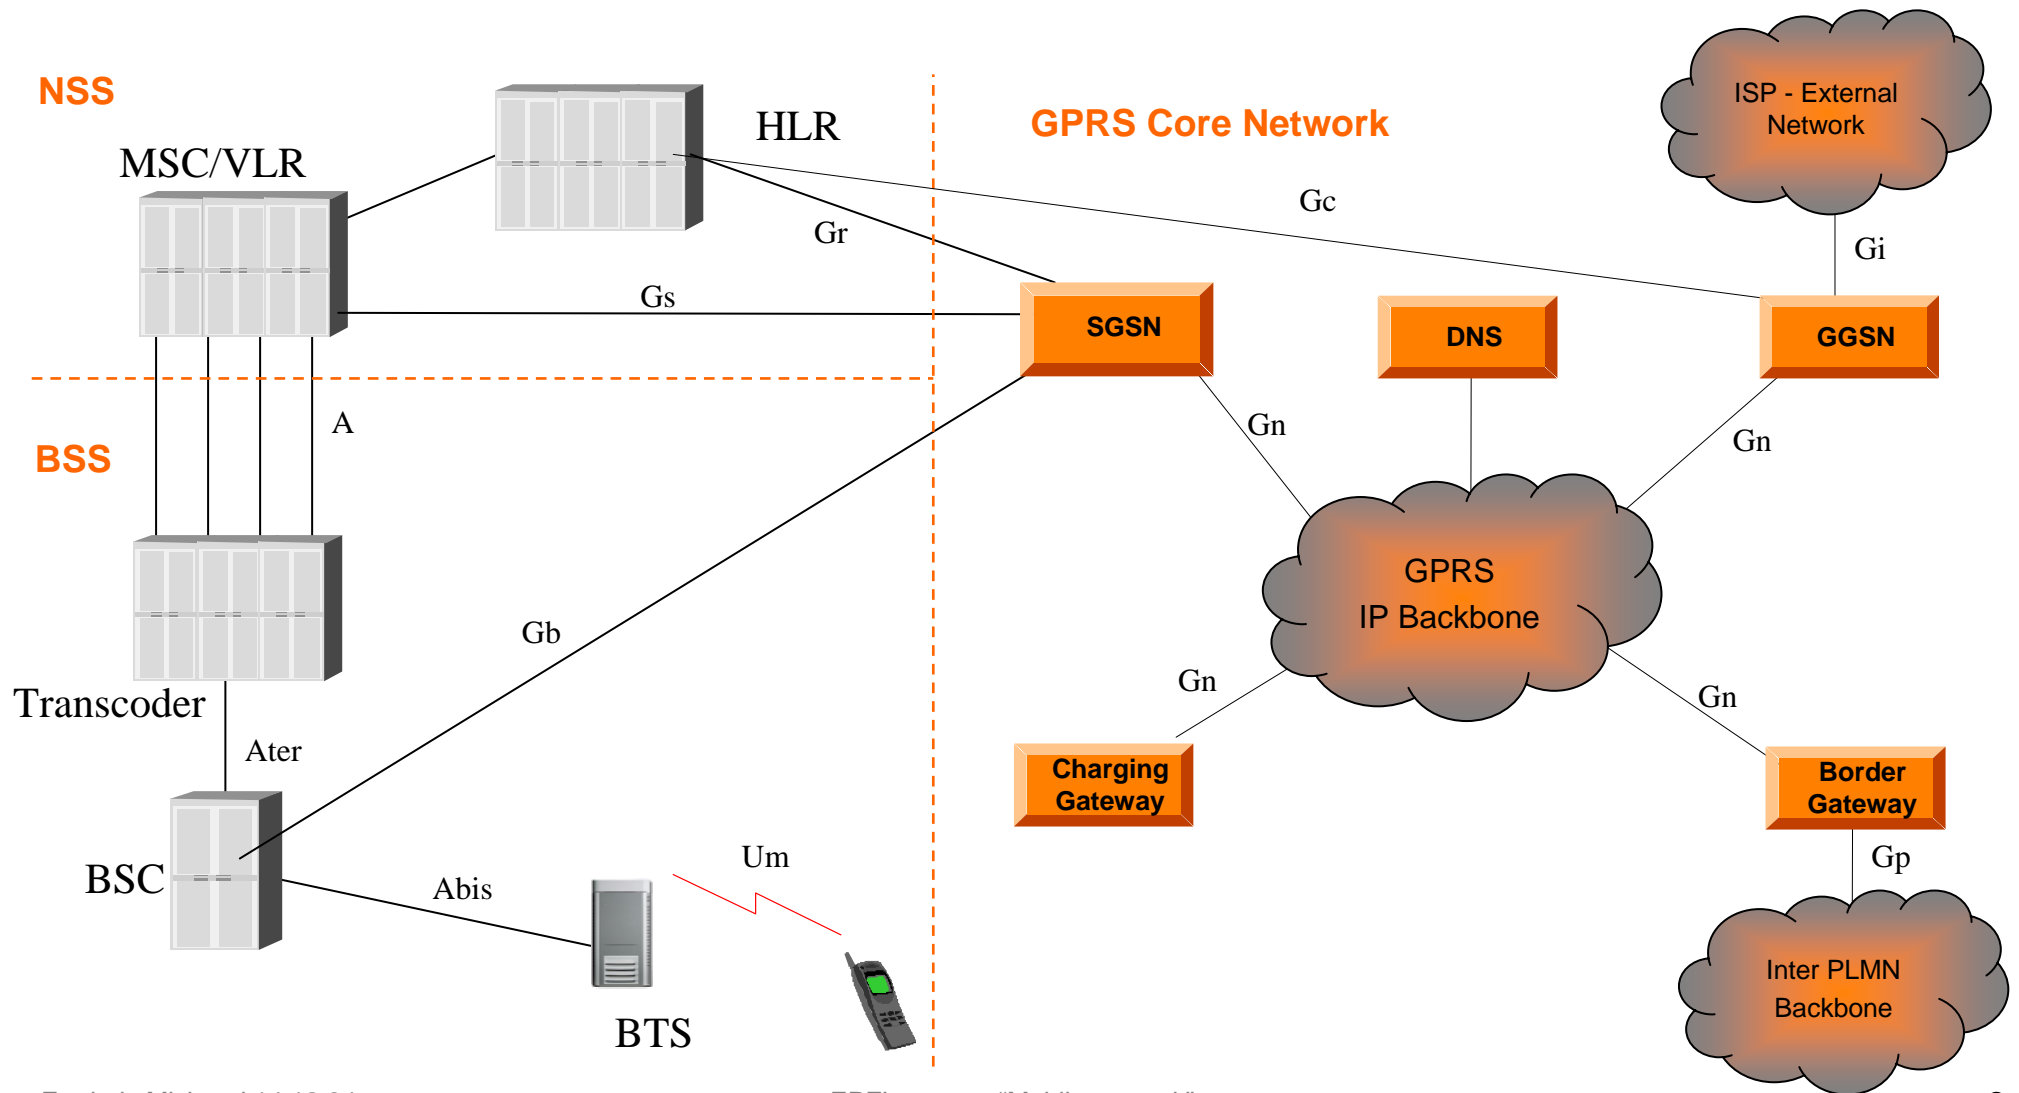 NSS
HLR
GPRS Core Network
ISP - External
Network
MSC/VLR
Gc
Gr
Gi
Gs
SGSN
DNS
GGSN
A
Gn
Gn
BSS
GPRS
IP Backbone
Gb
Gn
Gn
Transcoder
Ater
Charging
Gateway
Border
Gateway
Um
Gp
BSC
Abis
Inter PLMN
Backbone
BTS